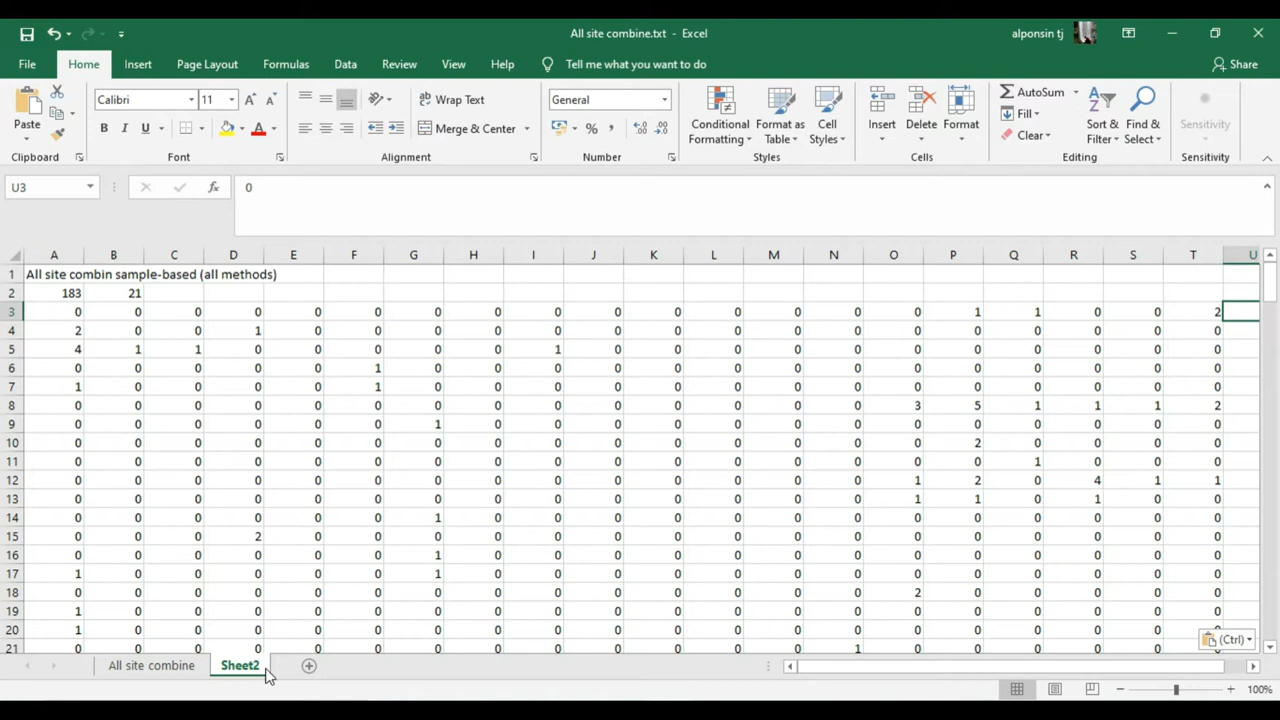 All site combine.txt - Excel
alponsin tj
File Home Insert Page Layout Formulas Data Review View Help Tell me what you want to do Share
Paste
Clipboard
Calibri 11
B I U
Font
Wrap Text
Merge & Center
Alignment
General
% ,
Number
Conditional Formatting
Format as Table
Cell Styles
Styles
Insert Delete Format
Cells
AutoSum
Fill
Clear
Sort & Filter
Find & Select
Editing
Sensitivity
Sensitivity
U3 fx 0
A B C D E F G H I J K L M N O P Q R S T U
1 All site combin sample-based (all methods)
2 183 21
3 0 0 0 0 0 0 0 0 0 0 0 0 0 0 0 1 1 0 0 2
4 2 0 0 1 0 0 0 0 0 0 0 0 0 0 0 0 0 0 0 0
5 4 1 1 0 0 0 0 0 1 0 0 0 0 0 0 0 0 0 0 0
6 0 0 0 0 0 1 0 0 0 0 0 0 0 0 0 0 0 0 0 0
7 1 0 0 0 0 1 0 0 0 0 0 0 0 0 0 0 0 0 0 0
8 0 0 0 0 0 0 0 0 0 0 0 0 0 0 3 5 1 1 1 2
9 0 0 0 0 0 0 1 0 0 0 0 0 0 0 0 0 0 0 0 0
10 0 0 0 0 0 0 0 0 0 0 0 0 0 0 0 2 0 0 0 0
11 0 0 0 0 0 0 0 0 0 0 0 0 0 0 0 0 1 0 0 0
12 0 0 0 0 0 0 0 0 0 0 0 0 0 0 1 2 0 4 1 1
13 0 0 0 0 0 0 0 0 0 0 0 0 0 0 1 1 0 1 0 0
14 0 0 0 0 0 0 1 0 0 0 0 0 0 0 0 0 0 0 0 0
15 0 0 0 2 0 0 0 0 0 0 0 0 0 0 0 0 0 0 0 0
16 0 0 0 0 0 0 1 0 0 0 0 0 0 0 0 0 0 0 0 0
17 1 0 0 0 0 0 1 0 0 0 0 0 0 0 0 0 0 0 0 0
18 0 0 0 0 0 0 0 0 0 0 0 0 0 0 2 0 0 0 0 0
19 1 0 0 0 0 0 0 0 0 0 0 0 0 0 0 0 0 0 0 0
20 1 0 0 0 0 0 0 0 0 0 0 0 0 0 0 0 0 0 0 0
21 0 0 0 0 0 0 0 0 0 0 0 0 0 1 0 0 0 0 0 0
(Ctrl)
All site combine Sheet2
100%